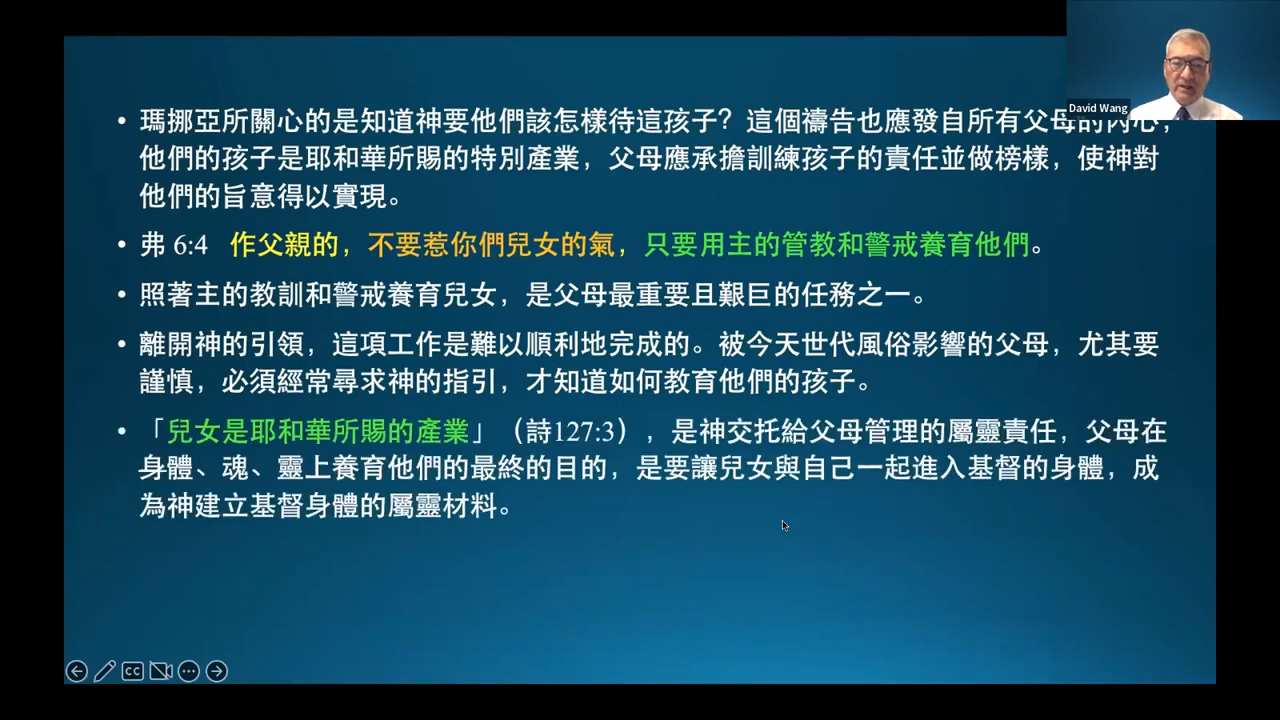 David Wang
• 瑪挪亞所關心的是知道神要他們該怎樣待這孩子？這個禱告也應發自所有父母的內心，
他們的孩子是耶和華所賜的特別產業，父母應承擔訓練孩子的責任並做榜樣，使神對
他們的旨意得以實現。
• 弗 6:4 作父親的，不要惹你們兒女的氣，只要用主的管教和警戒養育他們。
• 照著主的教訓和警戒養育兒女，是父母最重要且艱巨的任務之一。
• 離開神的引領，這項工作是難以順利地完成的。被今天世代風俗影響的父母，尤其要
謹慎，必須經常尋求神的指引，才知道如何教育他們的孩子。
• 「兒女是耶和華所賜的產業」（詩127:3），是神交托給父母管理的屬靈責任，父母在
身體、魂、靈上養育他們的最終的目的，是要讓兒女與自己一起進入基督的身體，成
為神建立基督身體的屬靈材料。
CC